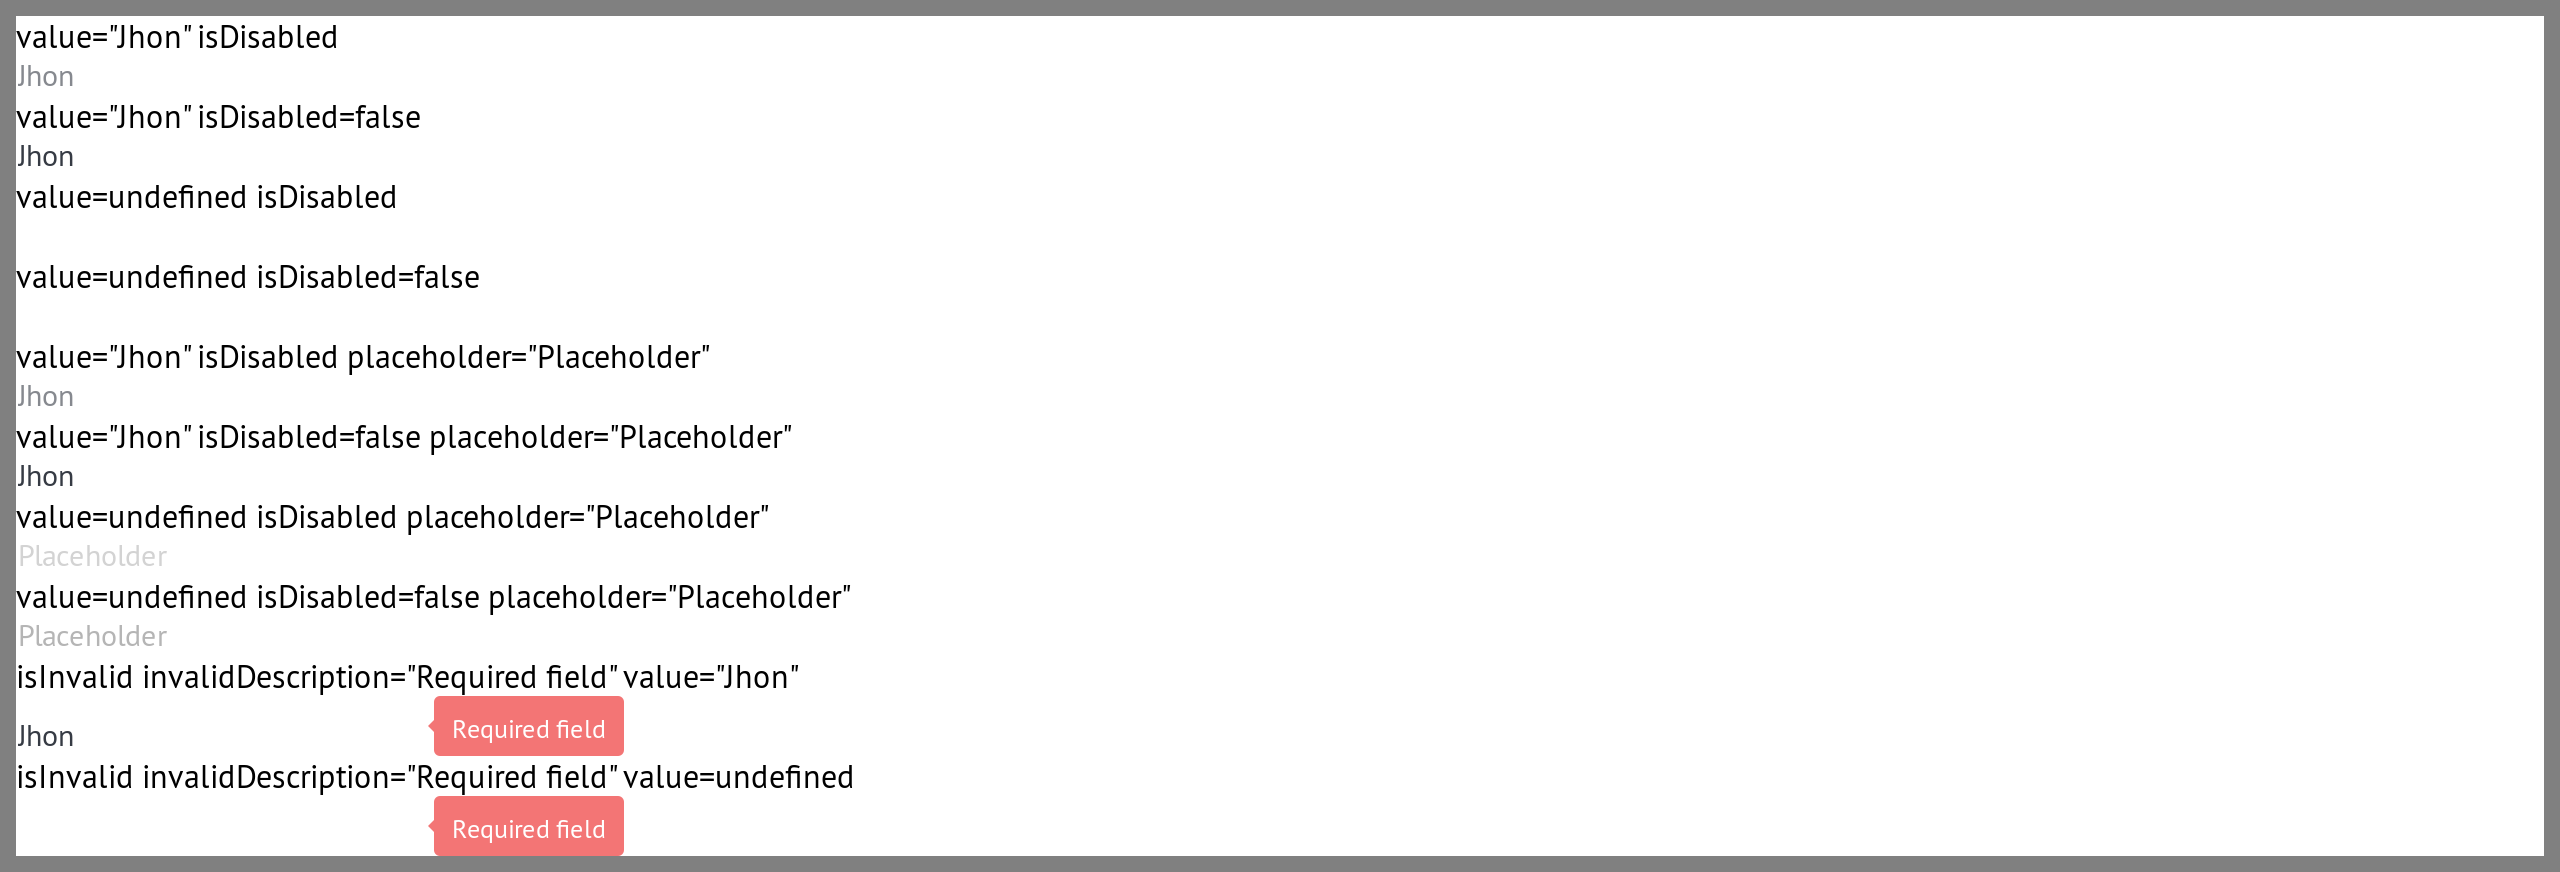 value="Jhon" isDisabled
Jhon
value="Jhon" isDisabled=false
Jhon
value=undefined isDisabled
value=undefined isDisabled=false
value="Jhon" isDisabled placeholder="Placeholder"
Jhon
value="Jhon" isDisabled=false placeholder="Placeholder"
Jhon
value=undefined isDisabled placeholder="Placeholder"
Placeholder
value=undefined isDisabled=false placeholder="Placeholder"
Placeholder
isInvalid invalidDescription="Required field" value="Jhon"
Required field
Jhon
isInvalid invalidDescription="Required field" value=undefined
Required field